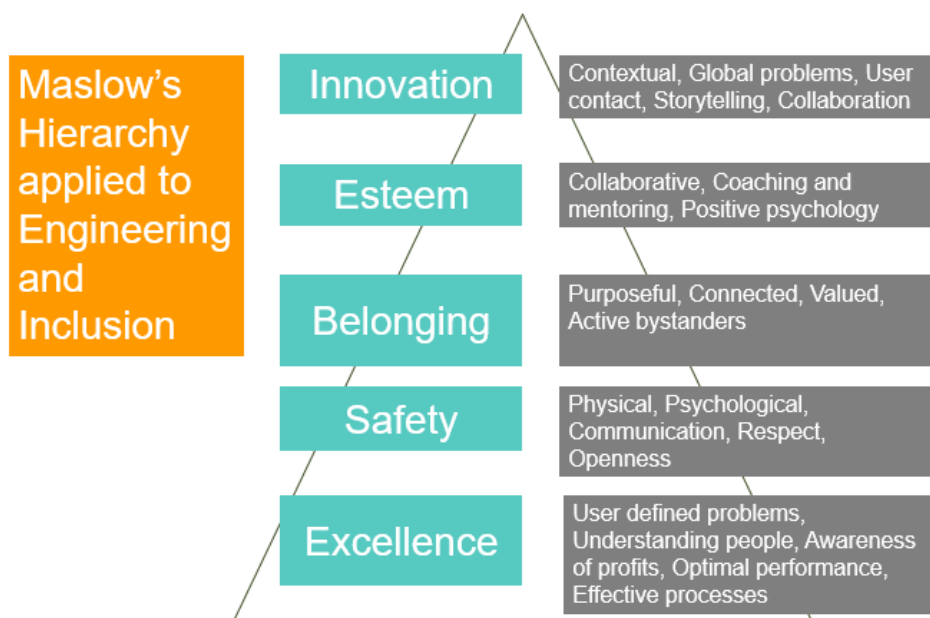 Maslow's
Hierarchy
applied to
Engineering
and
Inclusion
Innovation
Contextual, Global problems, User
contact, Storytelling, Collaboration
Esteem
Collaborative, Coaching and
mentoring, Positive psychology
Belonging
Purposeful, Connected, Valued,
Active bystanders
Safety
Physical, Psychological,
Communication, Respect,
Openness
Excellence
User defined problems,
Understanding people, Awareness
of profits, Optimal performance,
Effective processes